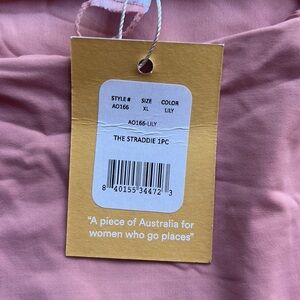 STYLE # SIZE COLOR
AO166 XL LILY
AO166-LILY
THE STRADDIE 1PC
8 40155 34472 3
"A piece of Australia for
women who go places"